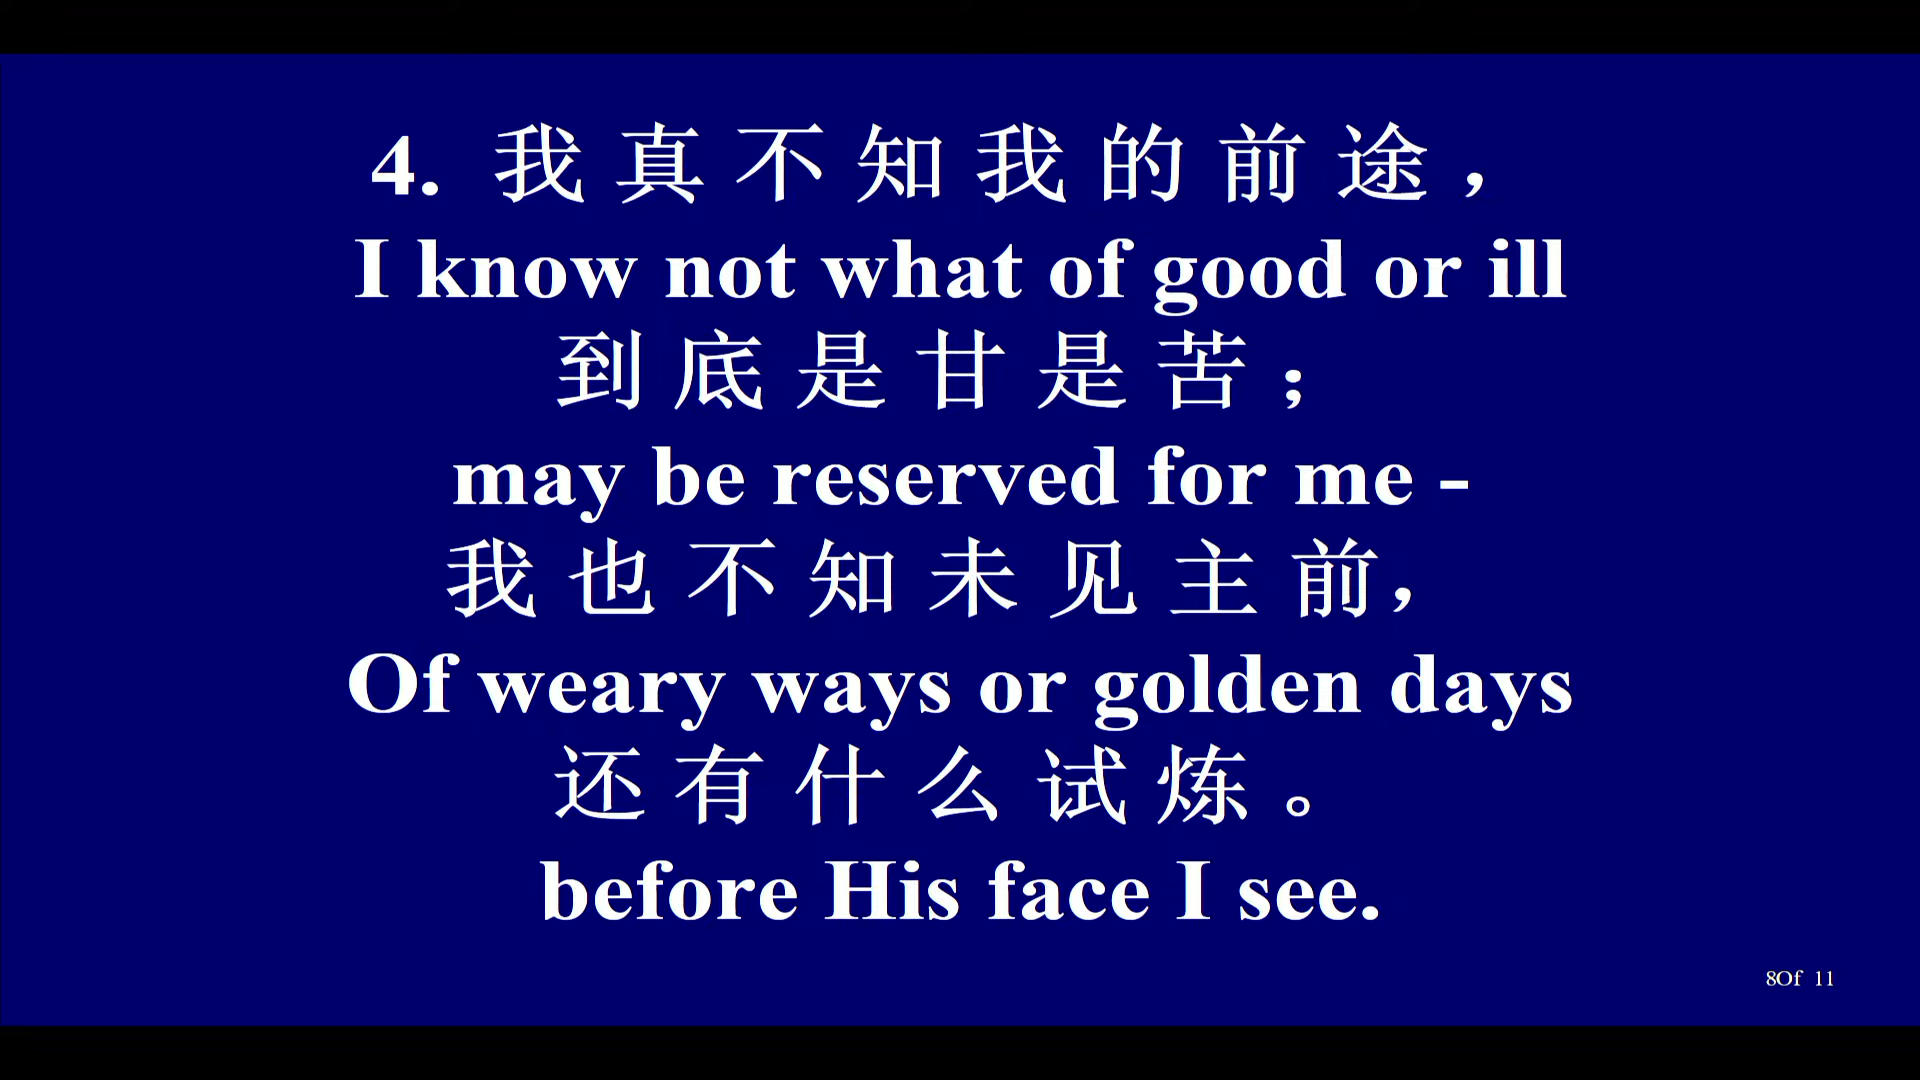 4. 我 真 不 知 我 的 前 途 ，
I know not what of good or ill
到 底 是 甘 是 苦 ；
may be reserved for me -
我 也 不 知 未 见 主 前，
Of weary ways or golden days
还 有 什 么 试 炼 。
before His face I see.
8Of 11